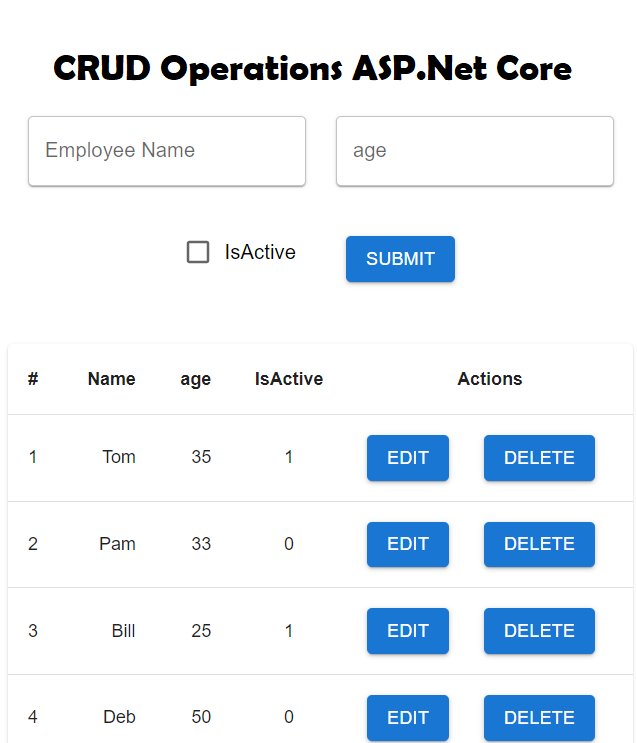 CRUD Operations ASP.Net Core
Employee Name age
IsActive SUBMIT
# Name age IsActive Actions
1 Tom 35 1 EDIT DELETE
2 Pam 33 0 EDIT DELETE
3 Bill 25 1 EDIT DELETE
4 Deb 50 0 EDIT DELETE